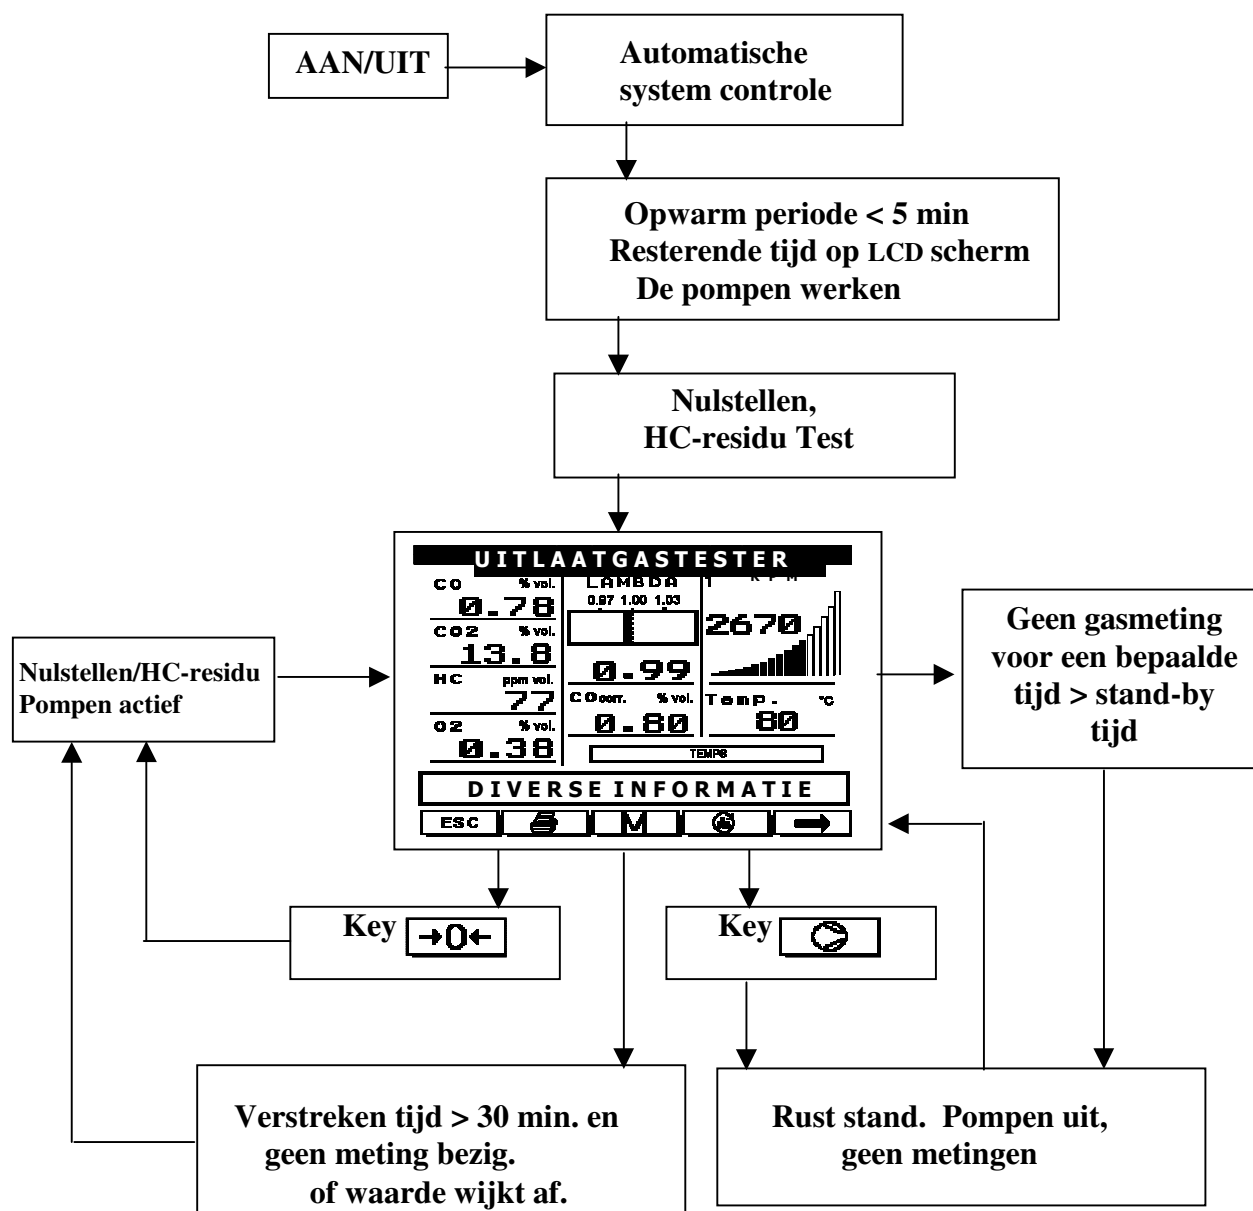 AAN/UIT
Automatische
system controle
Opwarm periode < 5 min
Resterende tijd op LCD scherm
De pompen werken
Nulstellen,
HC-residu Test
UITLAATGASTESTER
CO % vol.
0.78
CO2 % vol.
13.8
HC ppm vol.
77
O2 % vol.
0.38
LAMBDA
0.97 1.00 1.03
0.99
COcorr. % vol.
0.80
1 RPM
2670
Temp. °C
80
TEMPS
DIVERSE INFORMATIE
ESC M
Nulstellen/HC-residu
Pompen actief
Geen gasmeting
voor een bepaalde
tijd > stand-by
tijd
Key →0←
Key
Verstreken tijd > 30 min. en
geen meting bezig.
of waarde wijkt af.
Rust stand. Pompen uit,
geen metingen